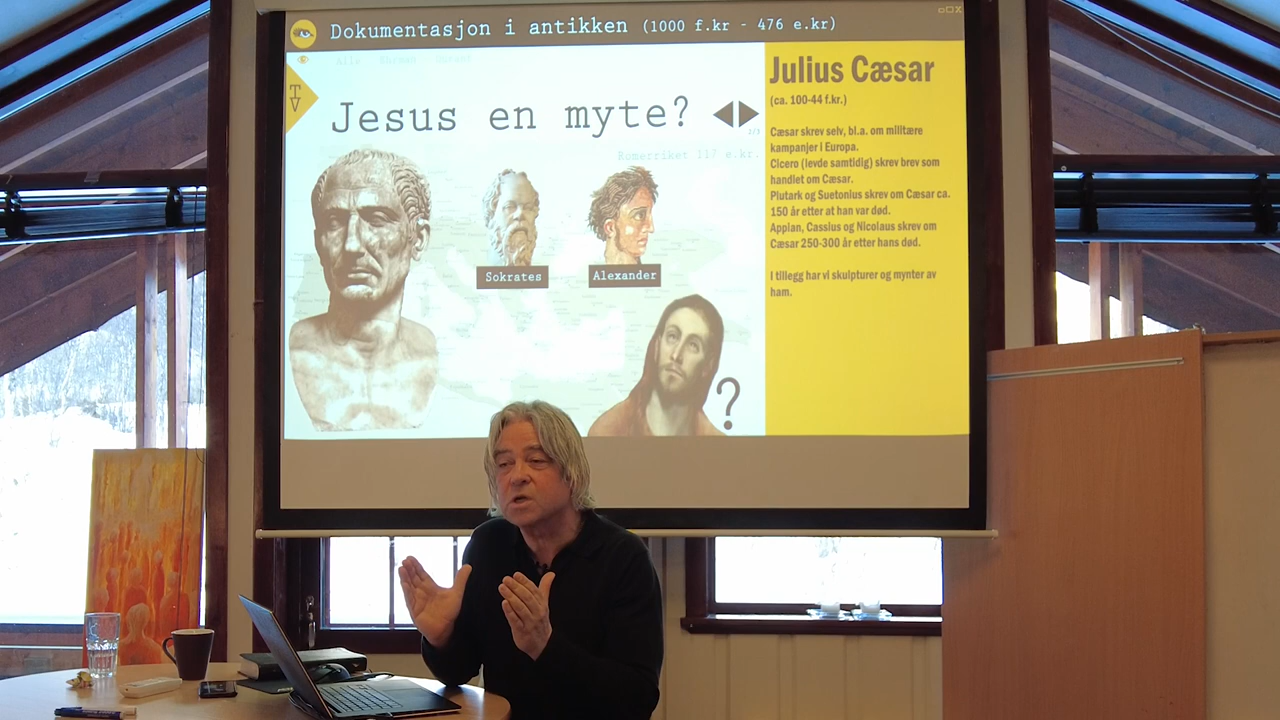 Dokumentasjon i antikken (1000 f.kr - 476 e.kr)
TV
Jesus en myte?
Romerriket 117 e.kr.
Sokrates
Alexander
?
Julius Cæsar
(ca. 100-44 f.kr.)
Cæsar skrev selv, bl.a. om militære
kampanjer i Europa.
Cicero (levde samtidig) skrev brev som
handlet om Cæsar.
Plutark og Suetonius skrev om Cæsar ca.
150 år etter at han var død.
Appian, Cassius og Nicolaus skrev om
Cæsar 250-300 år etter hans død.
I tillegg har vi skulpturer og mynter av
ham.